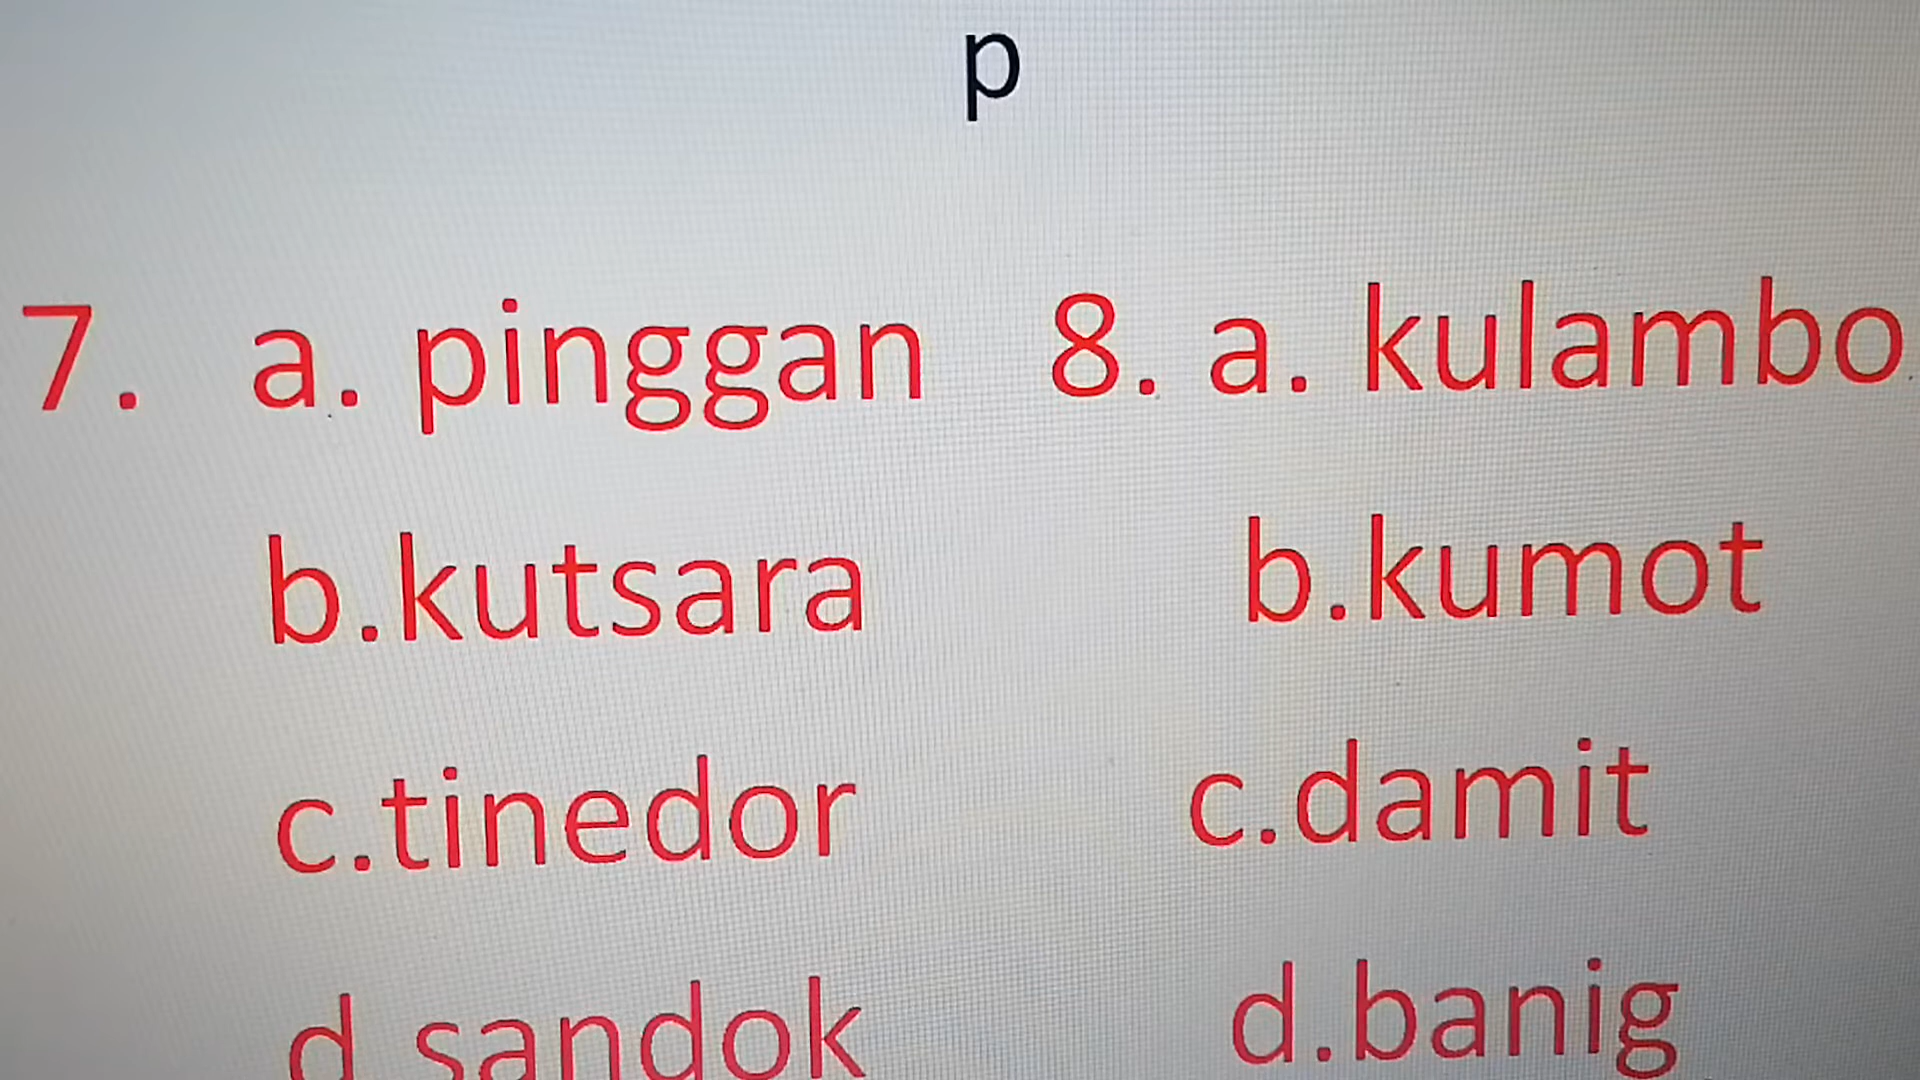 p
7. a. pinggan 8. a. kulambo
b.kutsara b.kumot
c.tinedor c.damit
d sandok d.banig